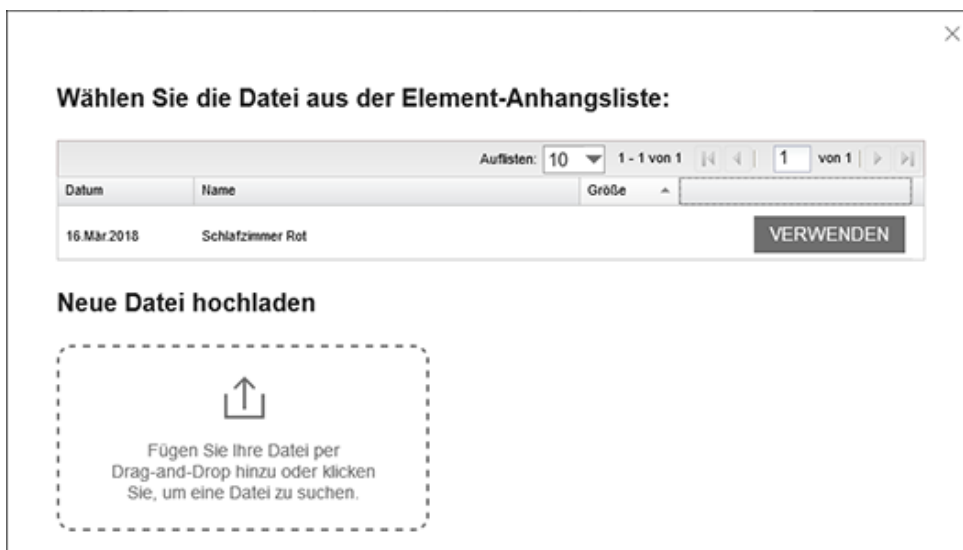 Wählen Sie die Datei aus der Element-Anhangsliste:
Auflisten: 10 1 - 1 von 1 1 von 1
Datum Name Größe
16.Mär.2018 Schlafzimmer Rot VERWENDEN
Neue Datei hochladen
Fügen Sie Ihre Datei per
Drag-and-Drop hinzu oder klicken
Sie, um eine Datei zu suchen.